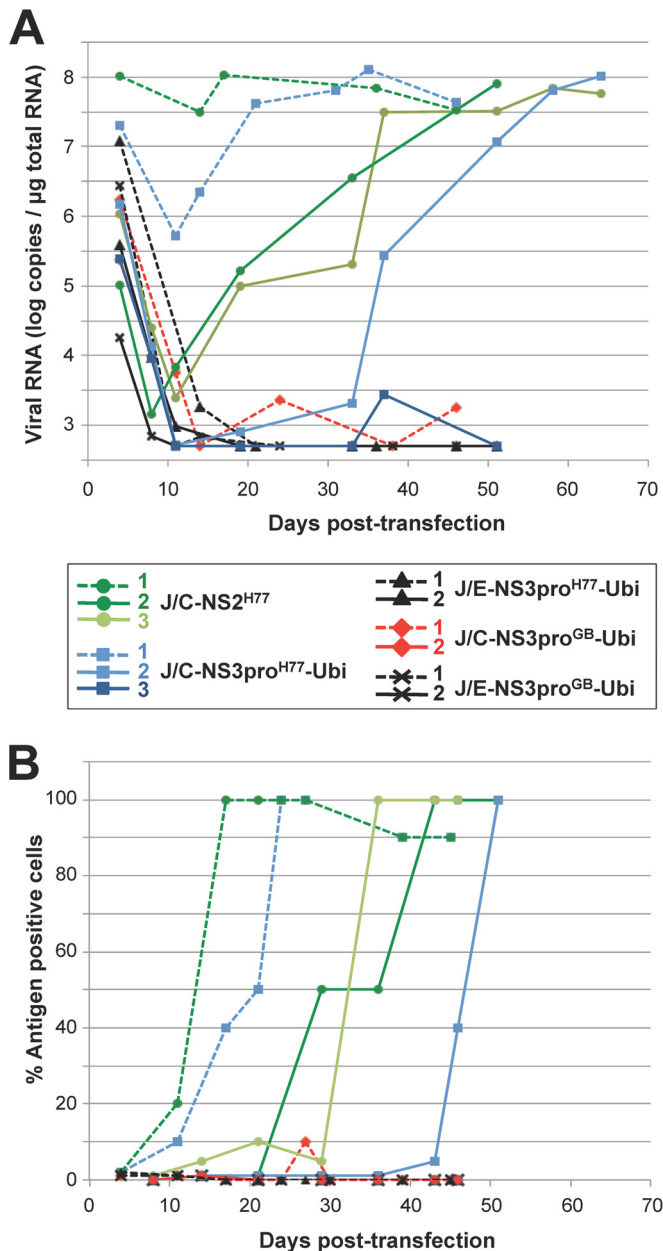 A
8
7
6
5
4
3
Viral RNA (log copies / µg total RNA)
0 10 20 30 40 50 60 70
Days post-transfection
1
2 J/C-NS2ᴴ⁷⁷
3
1
2 J/C-NS3proᴴ⁷⁷-Ubi
3
1 J/E-NS3proᴴ⁷⁷-Ubi
2
1 J/C-NS3proᴳᴮ-Ubi
2
1 J/E-NS3proᴳᴮ-Ubi
2
B
100
80
60
40
20
0
% Antigen positive cells
0 10 20 30 40 50 60 70
Days post-transfection